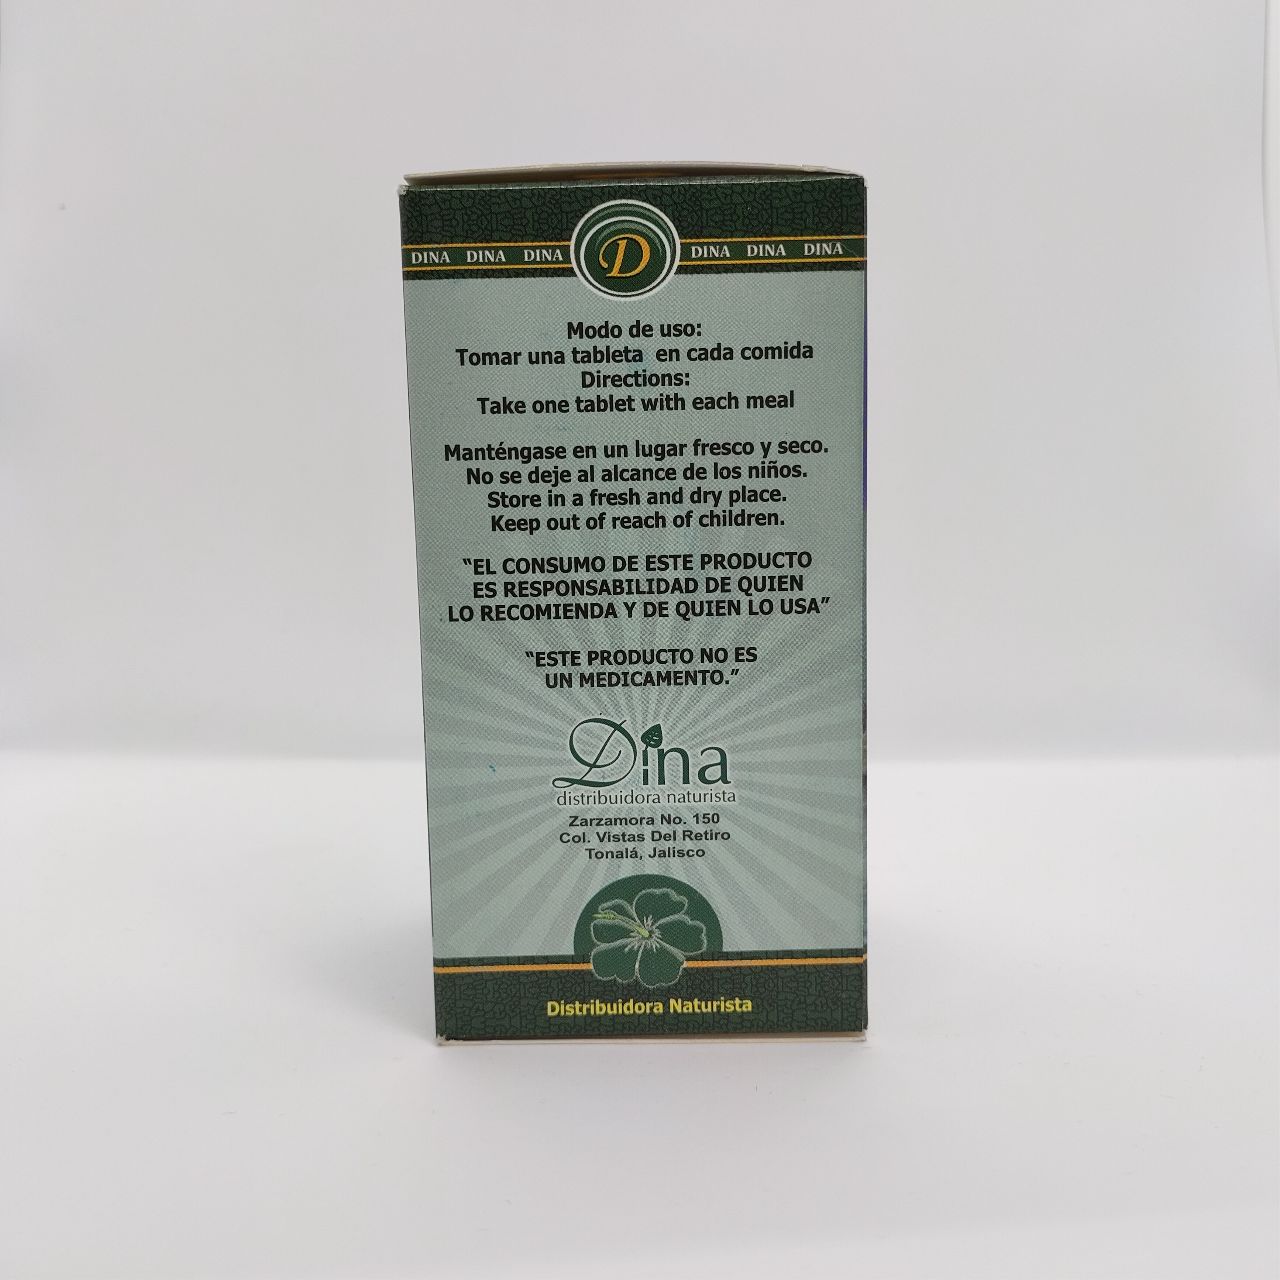 DINA DINA DINA D DINA DINA DINA
Modo de uso:
Tomar una tableta en cada comida
Directions:
Take one tablet with each meal
Manténgase en un lugar fresco y seco.
No se deje al alcance de los niños.
Store in a fresh and dry place.
Keep out of reach of children.
“EL CONSUMO DE ESTE PRODUCTO
ES RESPONSABILIDAD DE QUIEN
LO RECOMIENDA Y DE QUIEN LO USA”
“ESTE PRODUCTO NO ES
UN MEDICAMENTO.”
Dina
distribuidora naturista
Zarzamora No. 150
Col. Vistas Del Retiro
Tonalá, Jalisco
Distribuidora Naturista